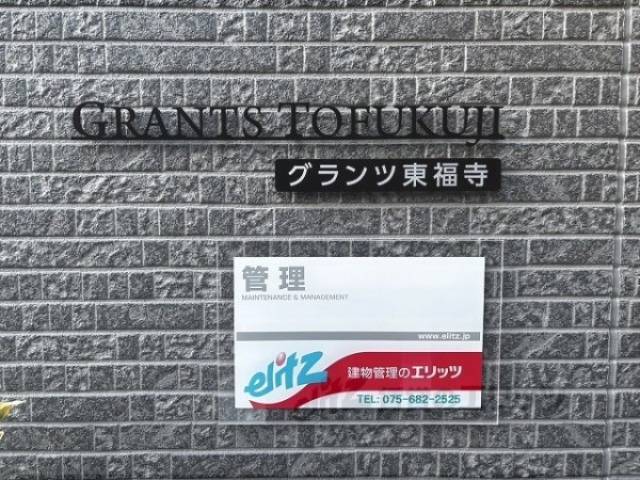 GRANTS TOFUKUJI
グランツ東福寺
管理
MAINTENANCE & MANAGEMENT
www.elitz.jp
elitz 建物管理のエリッツ
TEL: 075-682-2525